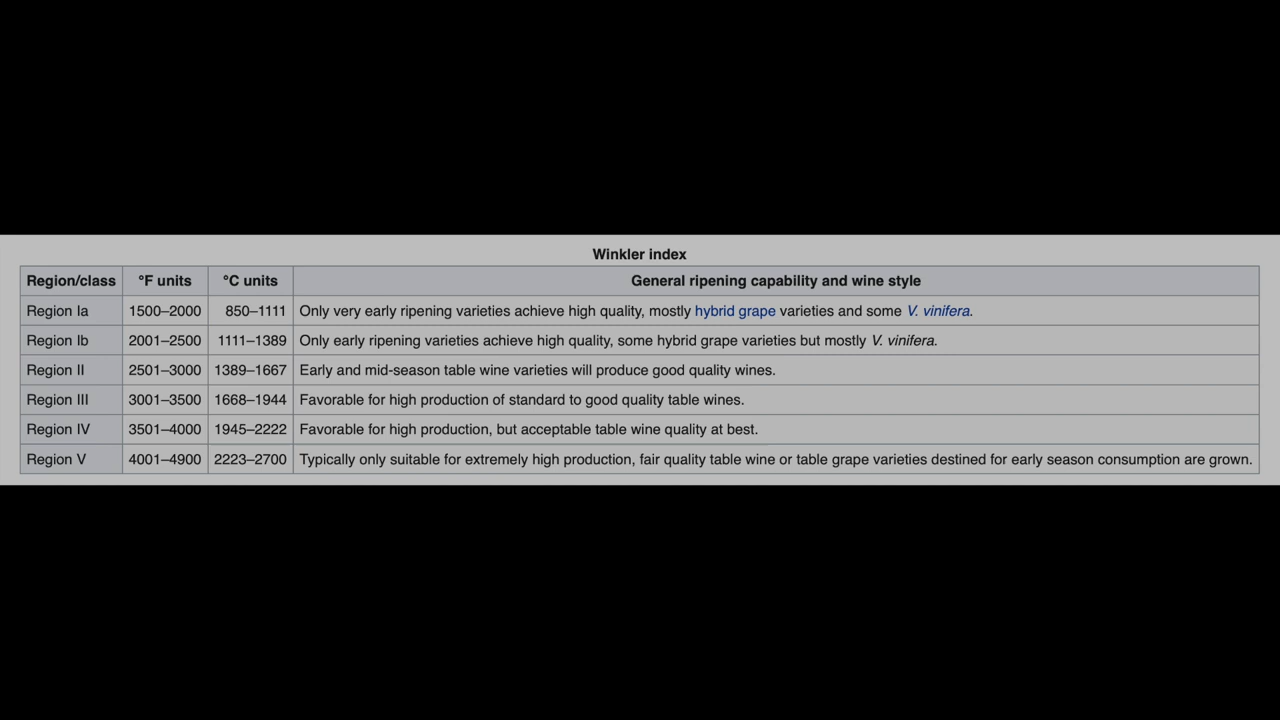 Winkler index
Region/class °F units °C units General ripening capability and wine style
Region Ia 1500–2000 850–1111 Only very early ripening varieties achieve high quality, mostly hybrid grape varieties and some V. vinifera.
Region Ib 2001–2500 1111–1389 Only early ripening varieties achieve high quality, some hybrid grape varieties but mostly V. vinifera.
Region II 2501–3000 1389–1667 Early and mid-season table wine varieties will produce good quality wines.
Region III 3001–3500 1668–1944 Favorable for high production of standard to good quality table wines.
Region IV 3501–4000 1945–2222 Favorable for high production, but acceptable table wine quality at best.
Region V 4001–4900 2223–2700 Typically only suitable for extremely high production, fair quality table wine or table grape varieties destined for early season consumption are grown.